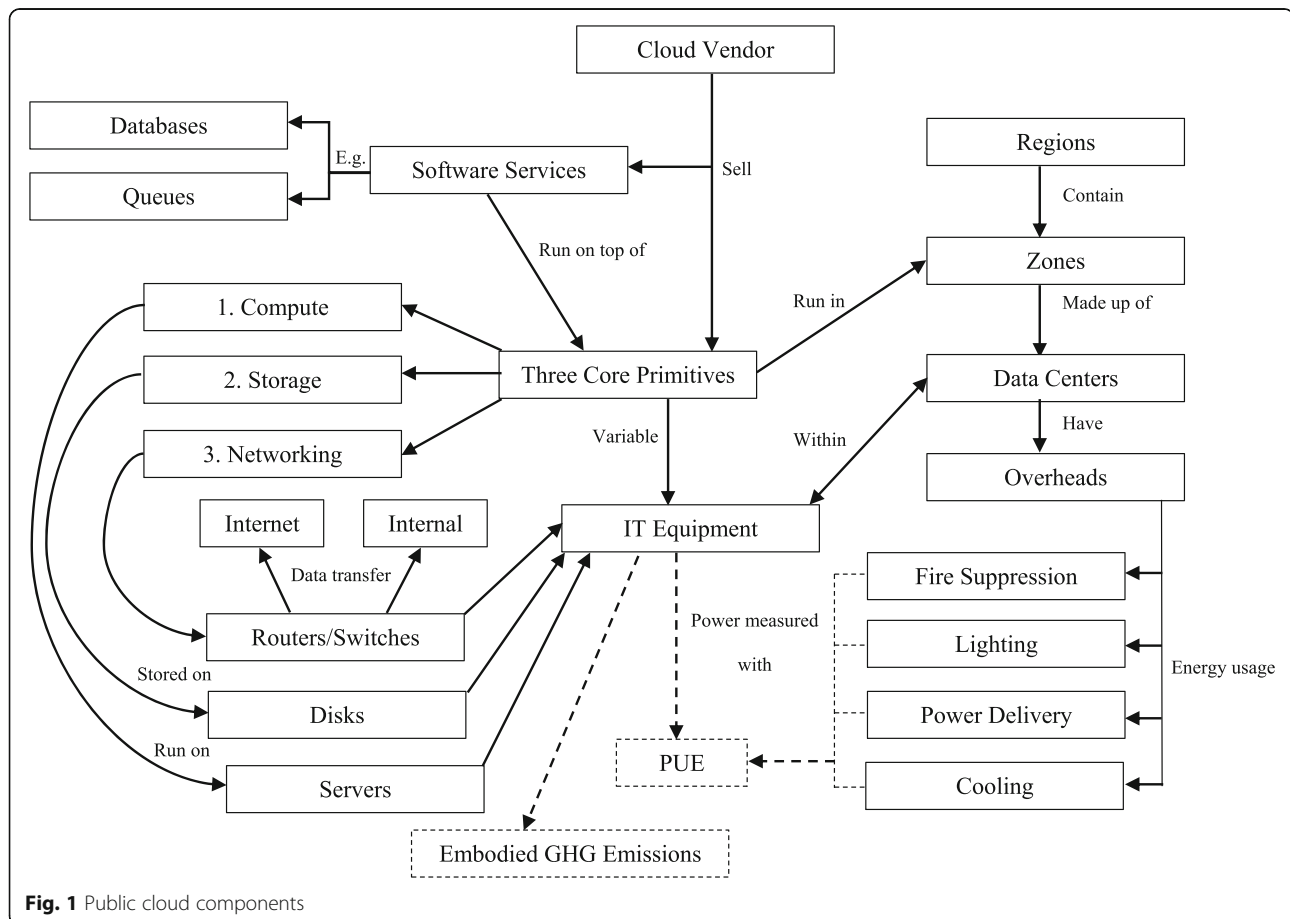 Cloud Vendor
Databases
Regions
E.g.
Software Services
Sell
Queues
Contain
Run on top of
Zones
1. Compute
Run in
Made up of
2. Storage
Three Core Primitives
Data Centers
Variable
Within
Have
3. Networking
Overheads
Internet
Internal
IT Equipment
Data transfer
Fire Suppression
Routers/Switches
Power measured
with
Lighting
Stored on
Energy usage
Disks
Power Delivery
Run on
PUE
Servers
Cooling
Embodied GHG Emissions
Fig. 1 Public cloud components